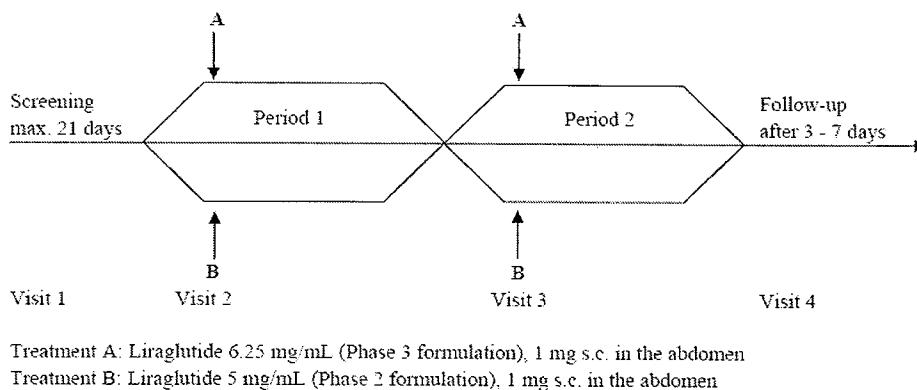 A
A
Screening
max. 21 days
Period 1
Period 2
Follow-up
after 3 - 7 days
B
B
Visit 1
Visit 2
Visit 3
Visit 4
Treatment A: Liraglutide 6.25 mg/mL (Phase 3 formulation), 1 mg s.c. in the abdomen
Treatment B: Liraglutide 5 mg/mL (Phase 2 formulation), 1 mg s.c. in the abdomen